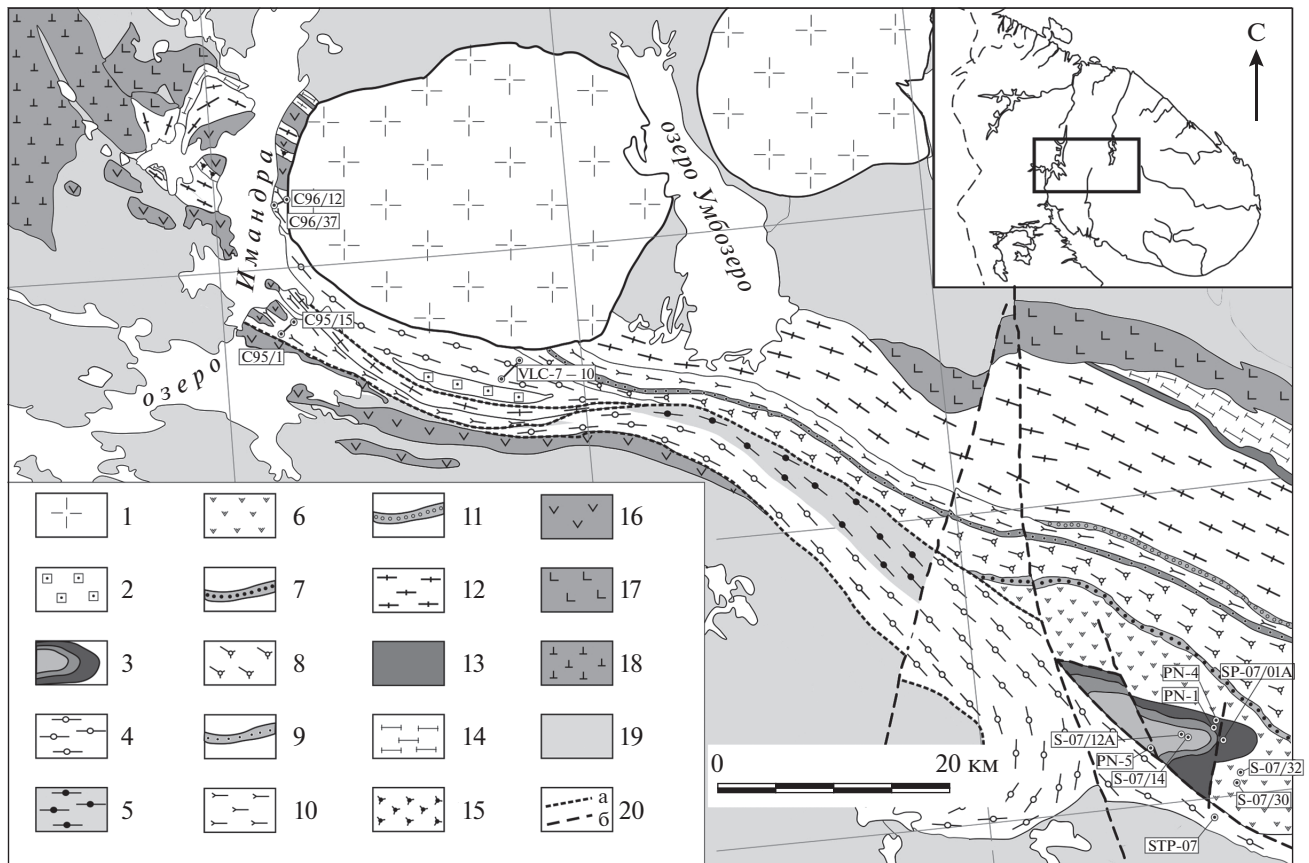 С
озеро Умбозеро
Имандра
озеро
C96/12
C96/37
C95/15
C95/1
VLC-7 – 10
PN-4
SP-07/01A
PN-1
S-07/12A
PN-5
S-07/14
S-07/32
S-07/30
STP-07
0
20 км
1
6
11
16
2
7
12
17
3
8
13
18
4
9
14
19
5
10
15
а
б
20